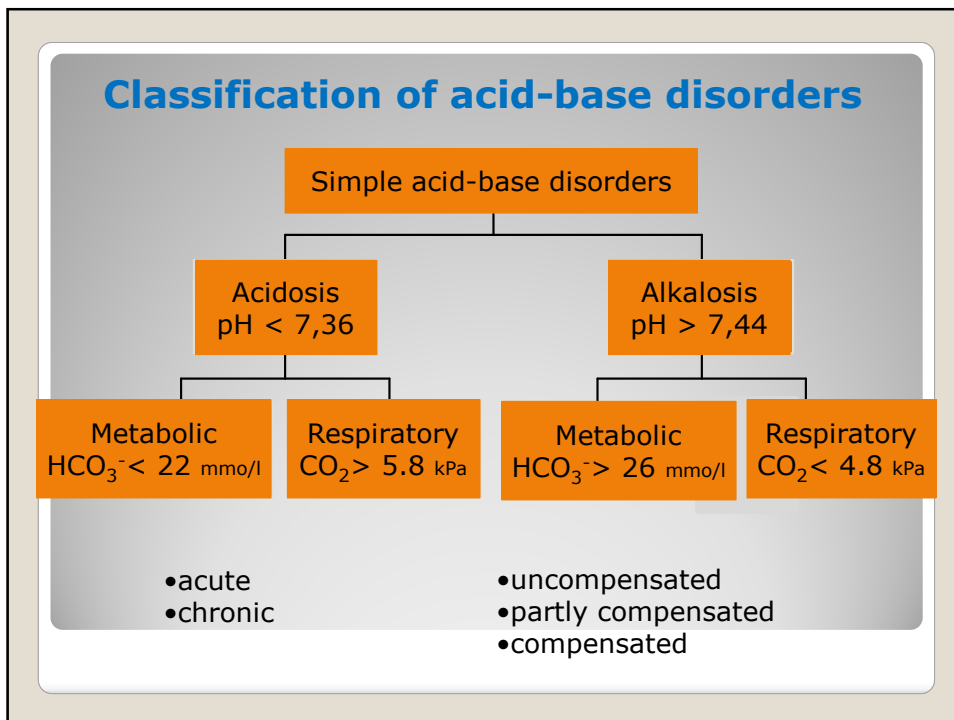 Classification of acid-base disorders
Simple acid-base disorders
Acidosis
pH < 7,36
Alkalosis
pH > 7,44
Metabolic
HCO₃⁻< 22 mmo/l
Respiratory
CO₂> 5.8 kPa
Metabolic
HCO₃⁻> 26 mmo/l
Respiratory
CO₂< 4.8 kPa
•acute
•chronic
•uncompensated
•partly compensated
•compensated